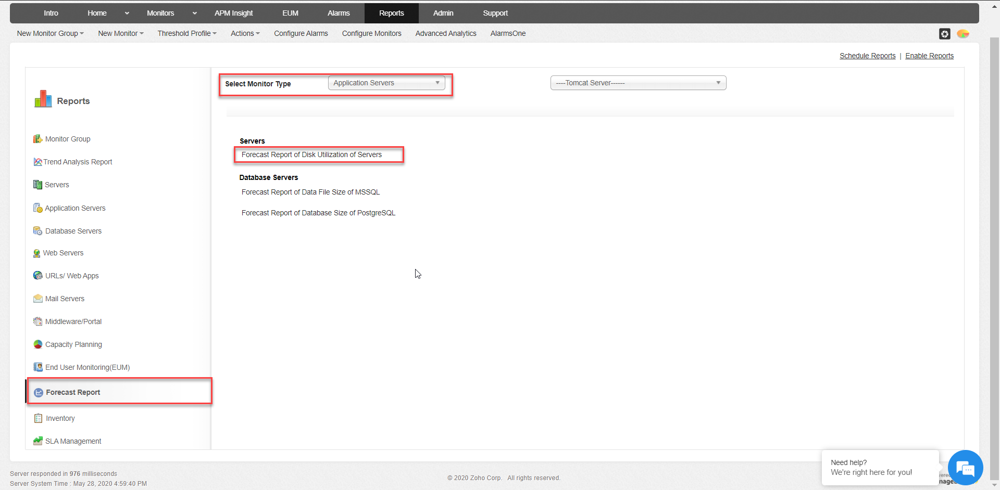 Intro Home Monitors APM Insight EUM Alarms Reports Admin Support
New Monitor Group New Monitor Threshold Profile Actions Configure Alarms Configure Monitors Advanced Analytics AlarmsOne
Schedule Reports | Enable Reports
Reports
Monitor Group
Trend Analysis Report
Servers
Application Servers
Database Servers
Web Servers
URLs/ Web Apps
Mail Servers
Middleware/Portal
Capacity Planning
End User Monitoring(EUM)
Forecast Report
Inventory
SLA Management
Select Monitor Type Application Servers ----Tomcat Server------
Servers
Forecast Report of Disk Utilization of Servers
Database Servers
Forecast Report of Data File Size of MSSQL
Forecast Report of Database Size of PostgreSQL
Need help?
We're right here for you!
Server responded in 976 milliseconds
Server System Time : May 28, 2020 4:59:40 PM
© 2020 Zoho Corp. All rights reserved.